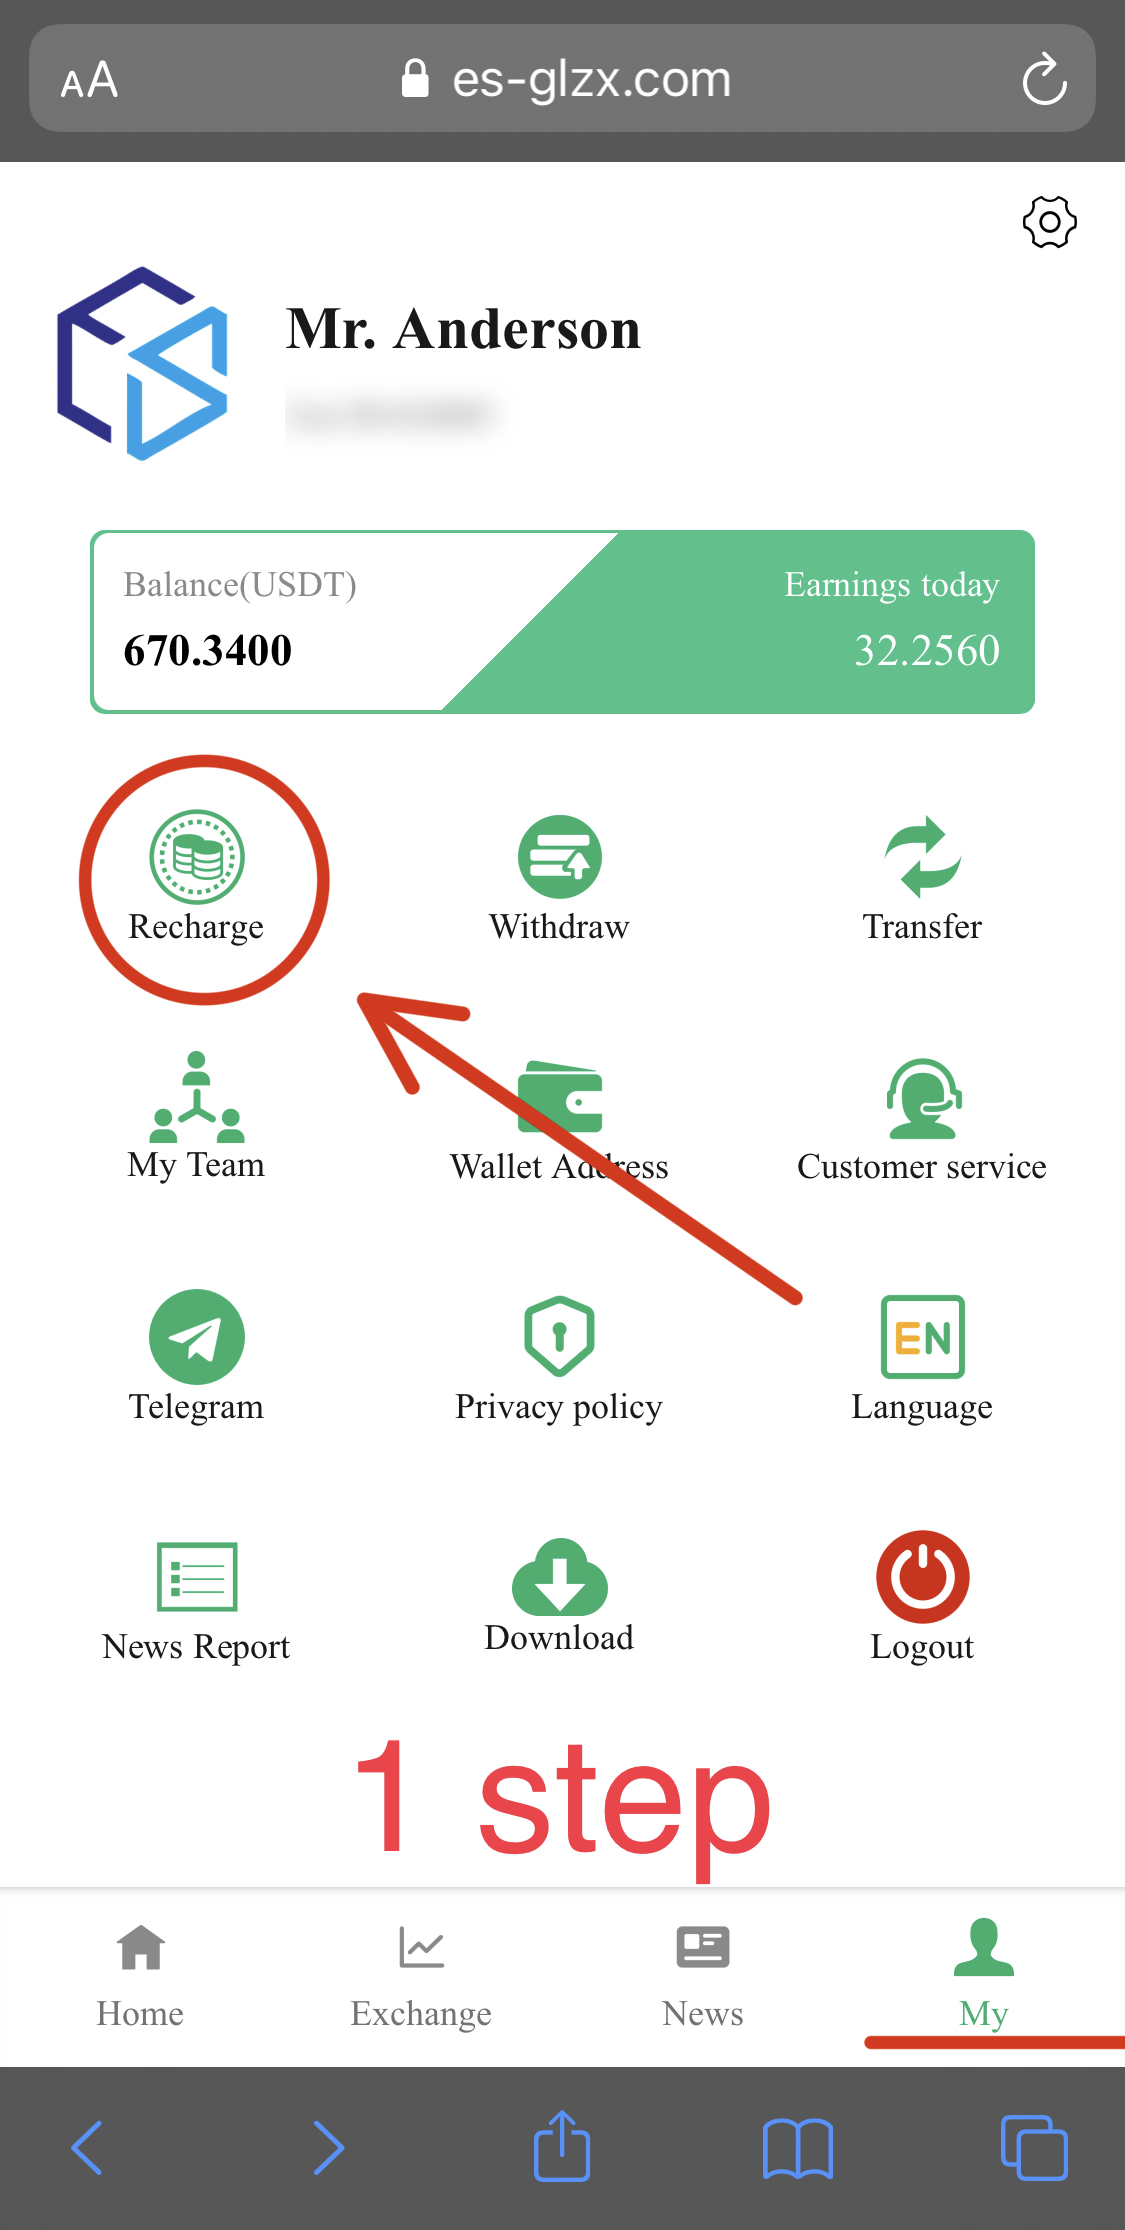 AA
es-glzx.com
Mr. Anderson
Balance(USDT)
Earnings today
670.3400
32.2560
Recharge
Withdraw
Transfer
My Team
Wallet Address
Customer service
EN
Telegram
Privacy policy
Language
News Report
Download
Logout
1 step
Home
Exchange
News
My